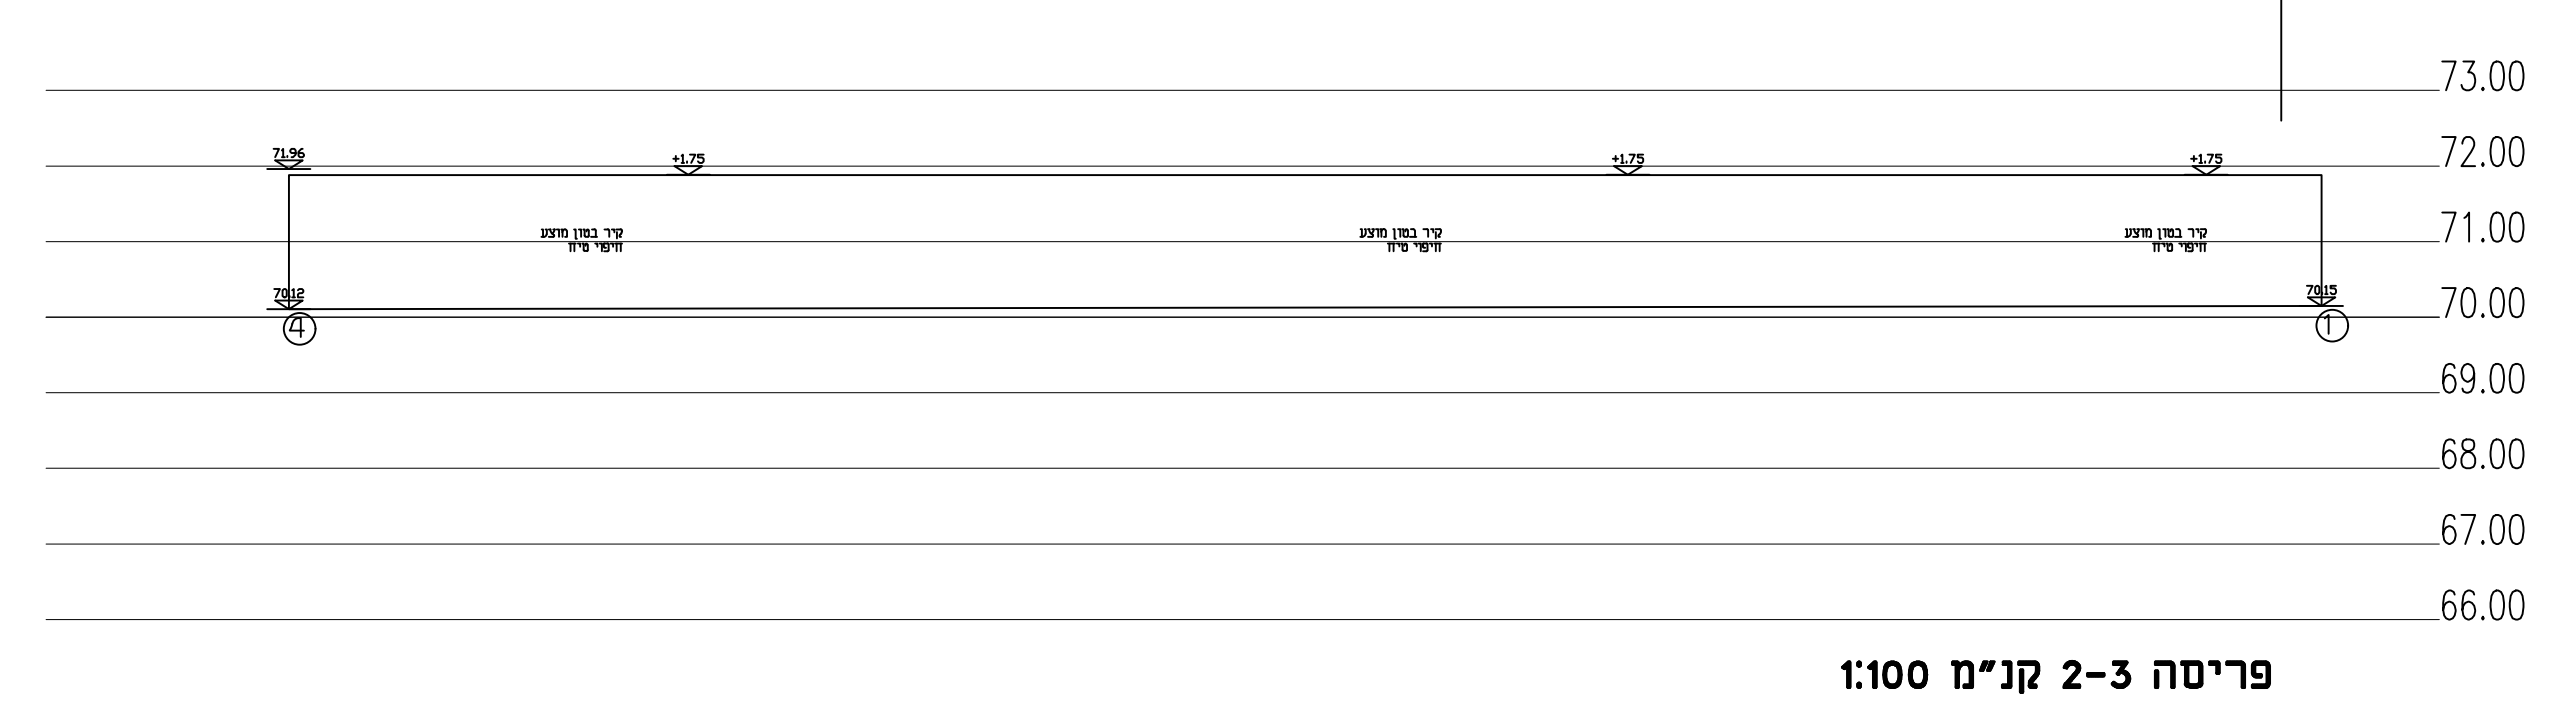 73.00
72.00
71.96
+1.75
+1.75
+1.75
71.00
קיר בטון מוצע
חיפוי טיח
קיר בטון מוצע
חיפוי טיח
קיר בטון מוצע
חיפוי טיח
70.00
70.12
70.15
4
1
69.00
68.00
67.00
66.00
פריסה 2-3 קנ"מ 1:100